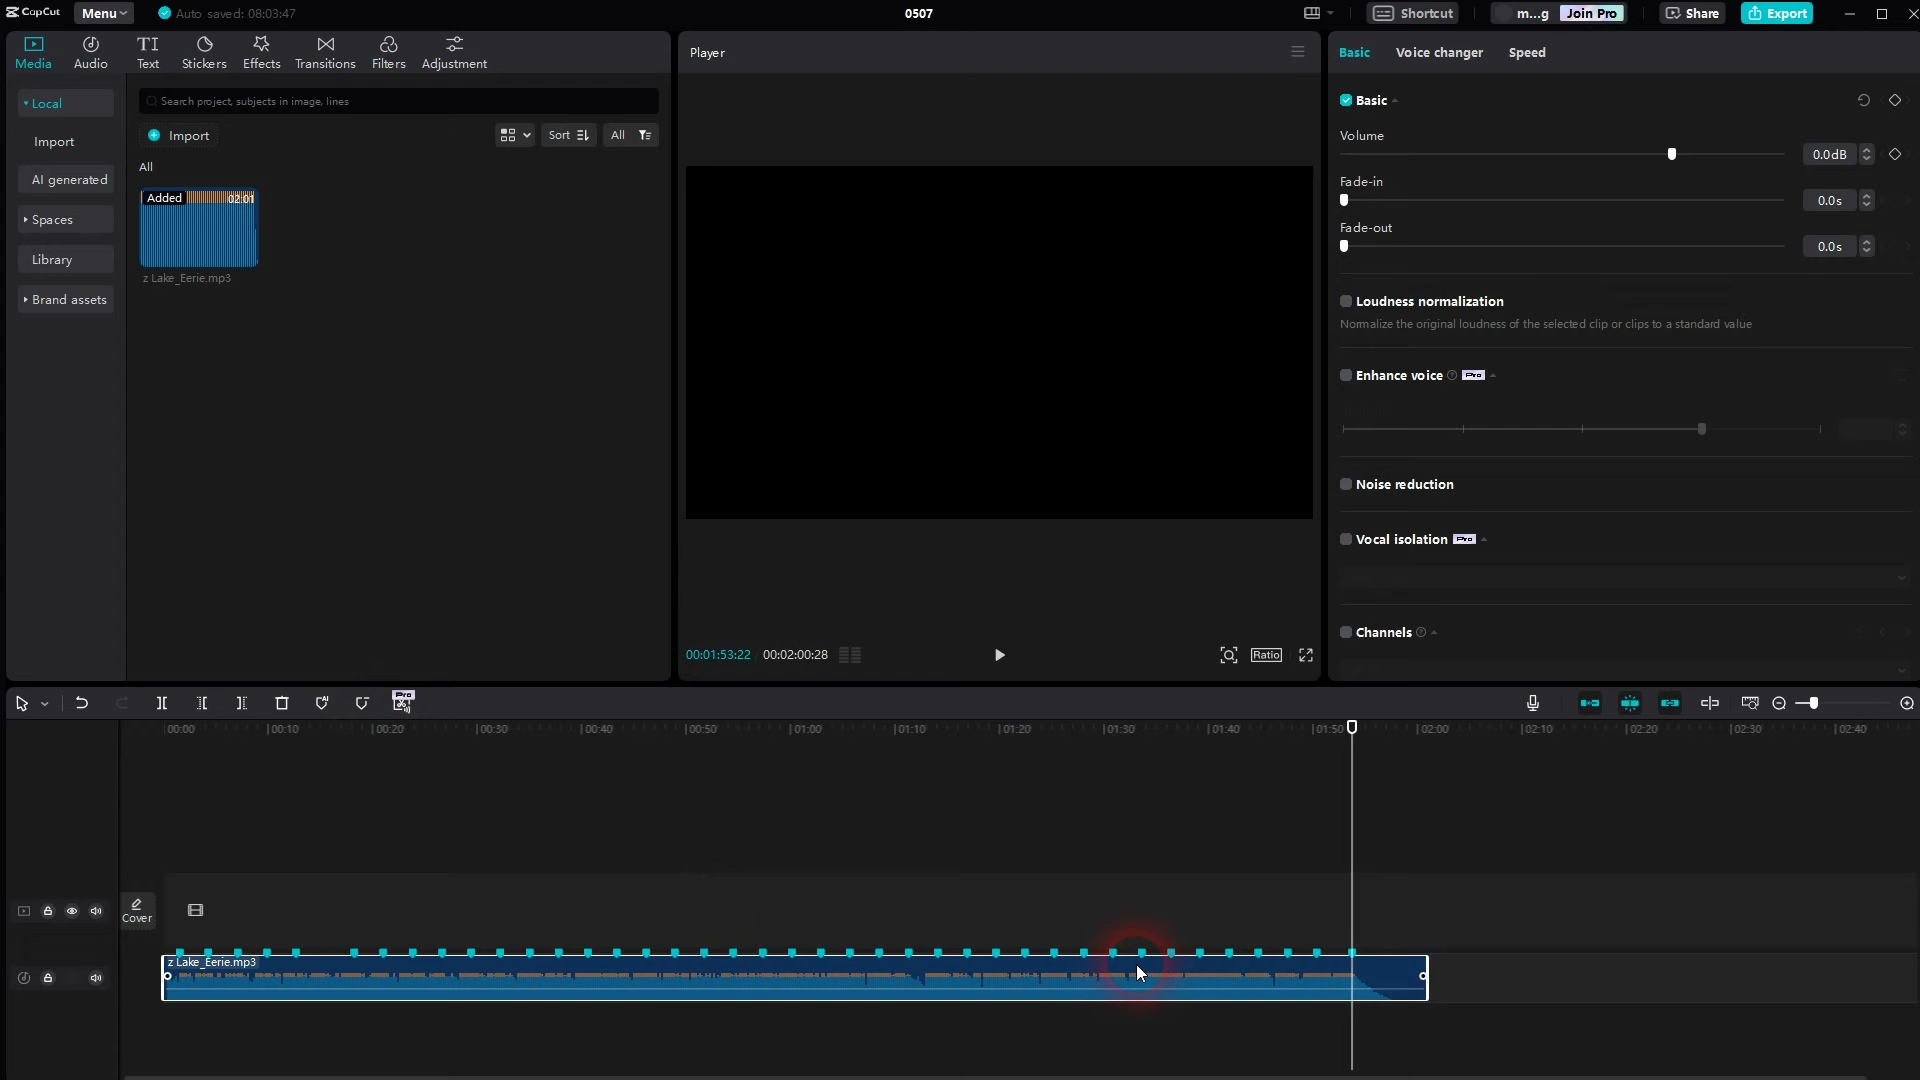 CapCut
Menu
Auto saved: 08:03:47
0507
Shortcut
m...g
Join Pro
Share
Export
Media
Audio
Text
Stickers
Effects
Transitions
Filters
Adjustment
Local
Import
AI generated
Spaces
Library
Brand assets
Search project, subjects in image, lines
Import
Sort
All
All
Added
02:01
z Lake_Eerie.mp3
Player
00:01:53:22
00:02:00:28
Ratio
Basic
Voice changer
Speed
Basic
Volume
0.0dB
Fade-in
0.0s
Fade-out
0.0s
Loudness normalization
Normalize the original loudness of the selected clip or clips to a standard value
Enhance voice
Pro
Noise reduction
Vocal isolation
Pro
Channels
Pro
00:00
00:10
00:20
00:30
00:40
00:50
01:00
01:10
01:20
01:30
01:40
01:50
02:00
02:10
02:20
02:30
02:40
Cover
z Lake_Eerie.mp3